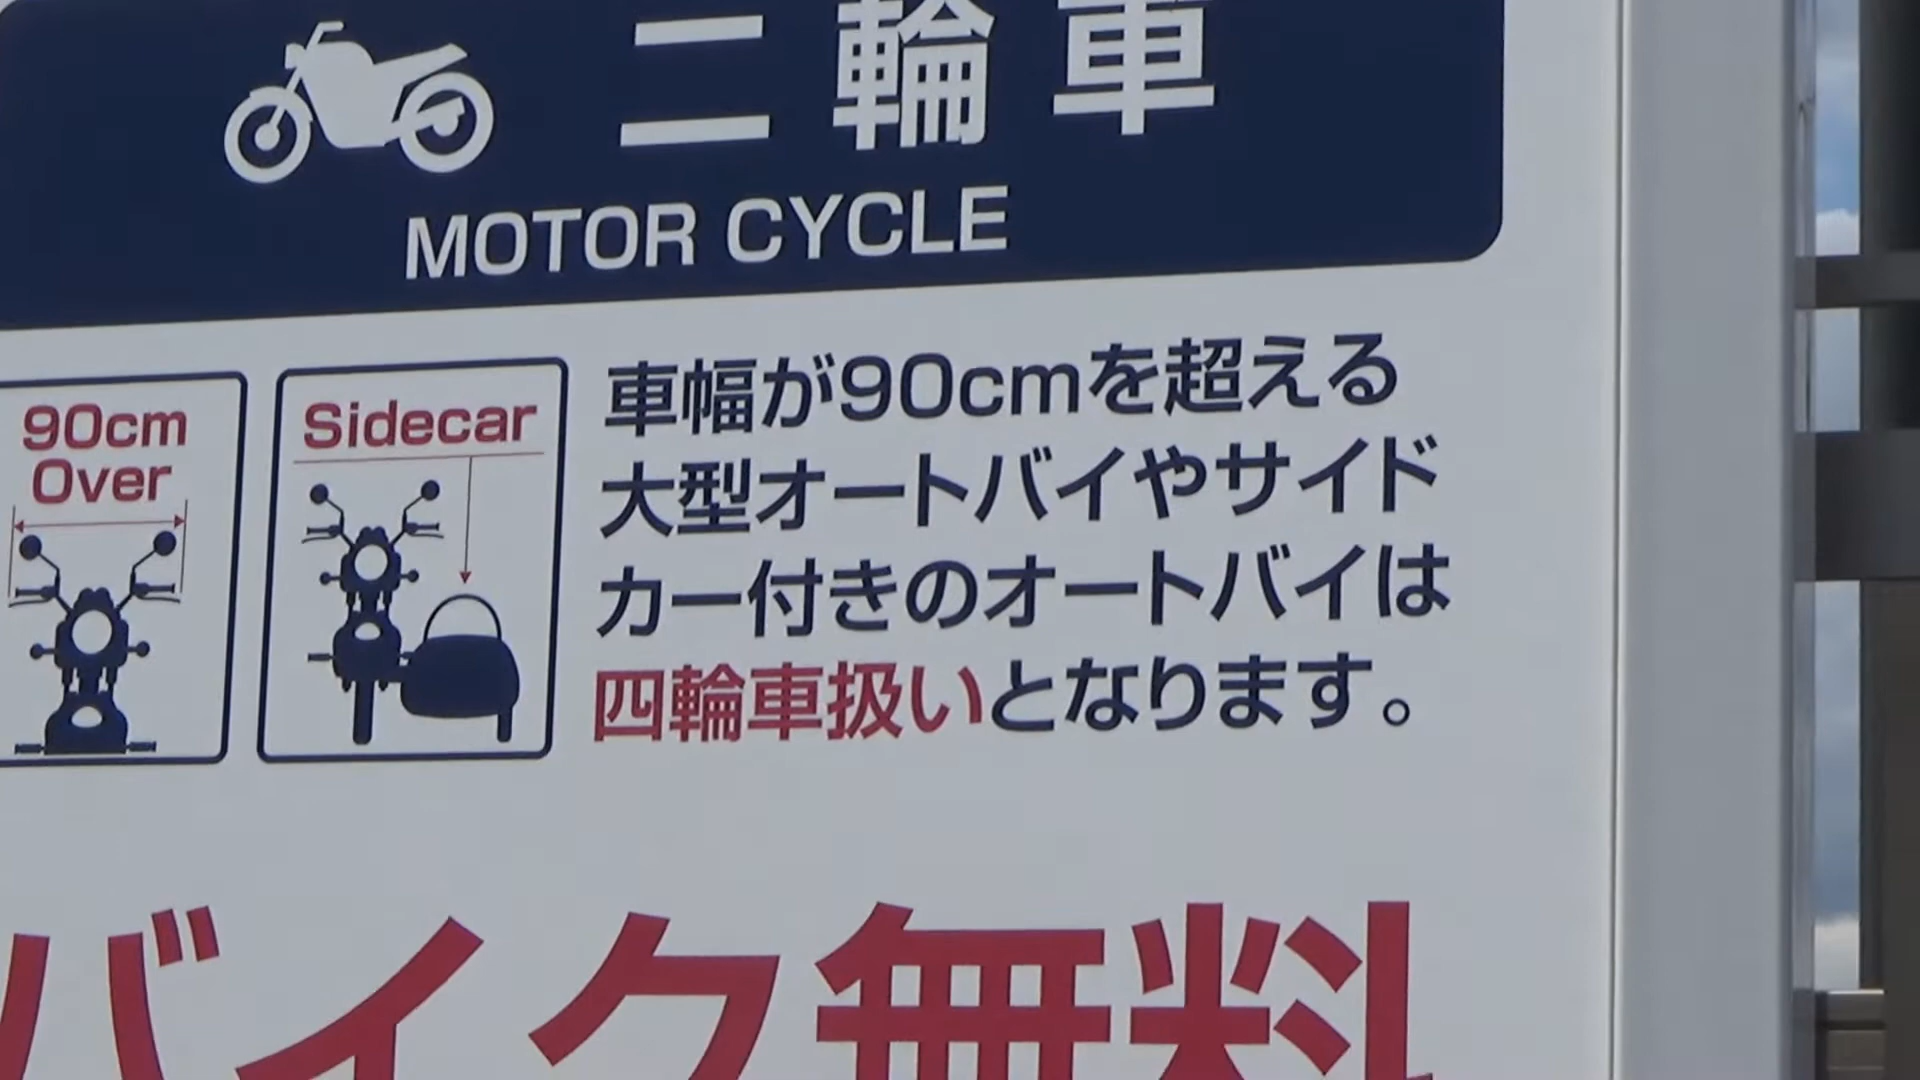 二輪車
MOTOR CYCLE
90cm
Over
Sidecar
車幅が90cmを超える
大型オートバイやサイド
カー付きのオートバイは
四輪車扱いとなります。
バイク無料